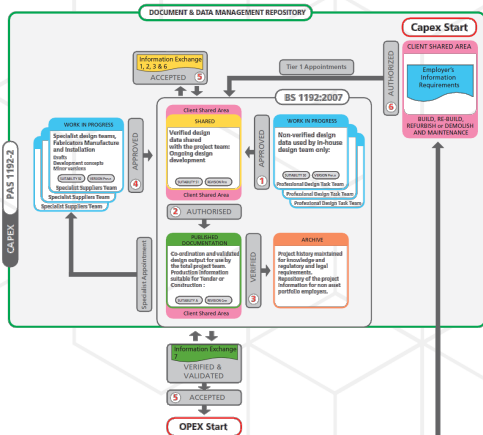 DOCUMENT & DATA MANAGEMENT REPOSITORY
Capex Start
CLIENT SHARED AREA
Employer's
Information
Requirements
BUILD, RE-BUILD,
REFURBISH or DEMOLISH
AND MAINTENANCE
AUTHORIZED
6
Tier 1 Appointments
Information Exchange
1, 2, 3 & 6
ACCEPTED
5
BS 1192:2007
PAS 1192-2
CAPEX
WORK IN PROGRESS
Specialist design teams,
Fabricators Manufacture
and Installation
Drafts
Development concepts
Minor versions
Specialist Suppliers Team
Specialist Suppliers Team
Specialist Suppliers Team
APPROVED
4
Client Shared Area
SHARED
Verified design
data shared
with the project team:
Ongoing design
development
Client Shared Area
APPROVED
1
WORK IN PROGRESS
Non-verified design
data used by in-house
design team only:
Professional Design Task Team
Professional Design Task Team
Professional Design Task Team
2
AUTHORISED
Specialist Appointment
PUBLISHED
DOCUMENTATION
Co-ordination and validated
design output for use by
the total project team.
Production information
suitable for Tender or
Construction :
Client Shared Area
VERIFIED
3
ARCHIVE
Project history maintained
for knowledge and
regulatory and legal
requirements.
Repository of the project
information for non asset
portfolio employers.
Information Exchange
7
VERIFIED &
VALIDATED
5
ACCEPTED
OPEX Start